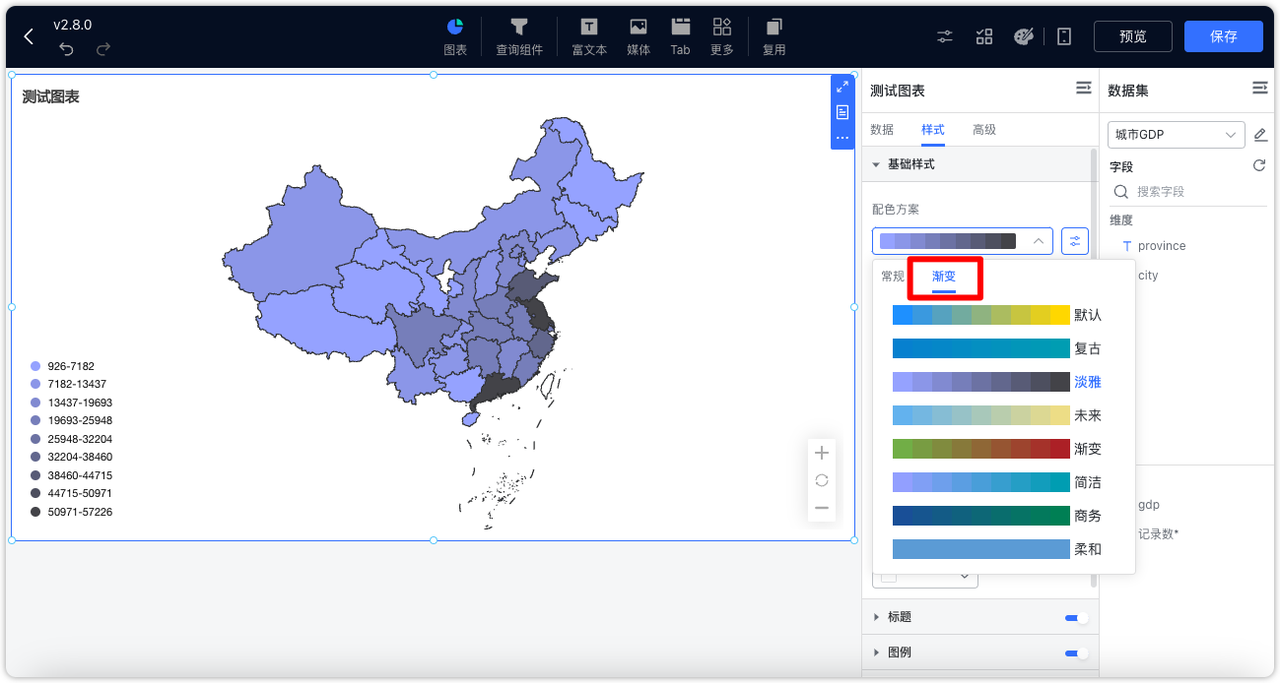 v2.8.0
图表
查询组件
富文本
媒体
Tab
更多
复用
预览
保存
测试图表
926-7182
7182-13437
13437-19693
19693-25948
25948-32204
32204-38460
38460-44715
44715-50971
50971-57226
测试图表
数据
样式
高级
基础样式
配色方案
常规
渐变
默认
复古
淡雅
未来
渐变
简洁
商务
柔和
标题
图例
数据集
城市GDP
字段
搜索字段
维度
T province
city
gdp
记录数*